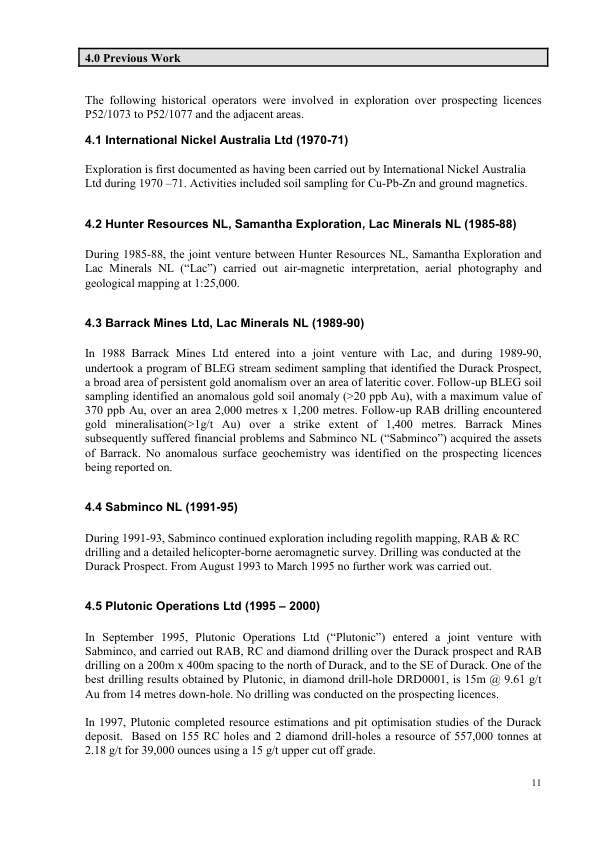 4.0 Previous Work
The following historical operators were involved in exploration over prospecting licences
P52/1073 to P52/1077 and the adjacent areas.
4.1 International Nickel Australia Ltd (1970-71)
Exploration is first documented as having been carried out by International Nickel Australia
Ltd during 1970 –71. Activities included soil sampling for Cu-Pb-Zn and ground magnetics.
4.2 Hunter Resources NL, Samantha Exploration, Lac Minerals NL (1985-88)
During 1985-88, the joint venture between Hunter Resources NL, Samantha Exploration and
Lac Minerals NL (“Lac”) carried out air-magnetic interpretation, aerial photography and
geological mapping at 1:25,000.
4.3 Barrack Mines Ltd, Lac Minerals NL (1989-90)
In 1988 Barrack Mines Ltd entered into a joint venture with Lac, and during 1989-90,
undertook a program of BLEG stream sediment sampling that identified the Durack Prospect,
a broad area of persistent gold anomalism over an area of lateritic cover. Follow-up BLEG soil
sampling identified an anomalous gold soil anomaly (>20 ppb Au), with a maximum value of
370 ppb Au, over an area 2,000 metres x 1,200 metres. Follow-up RAB drilling encountered
gold mineralisation(>1g/t Au) over a strike extent of 1,400 metres. Barrack Mines
subsequently suffered financial problems and Sabminco NL (“Sabminco”) acquired the assets
of Barrack. No anomalous surface geochemistry was identified on the prospecting licences
being reported on.
4.4 Sabminco NL (1991-95)
During 1991-93, Sabminco continued exploration including regolith mapping, RAB & RC
drilling and a detailed helicopter-borne aeromagnetic survey. Drilling was conducted at the
Durack Prospect. From August 1993 to March 1995 no further work was carried out.
4.5 Plutonic Operations Ltd (1995 – 2000)
In September 1995, Plutonic Operations Ltd (“Plutonic”) entered a joint venture with
Sabminco, and carried out RAB, RC and diamond drilling over the Durack prospect and RAB
drilling on a 200m x 400m spacing to the north of Durack, and to the SE of Durack. One of the
best drilling results obtained by Plutonic, in diamond drill-hole DRD0001, is 15m @ 9.61 g/t
Au from 14 metres down-hole. No drilling was conducted on the prospecting licences.
In 1997, Plutonic completed resource estimations and pit optimisation studies of the Durack
deposit. Based on 155 RC holes and 2 diamond drill-holes a resource of 557,000 tonnes at
2.18 g/t for 39,000 ounces using a 15 g/t upper cut off grade.
11